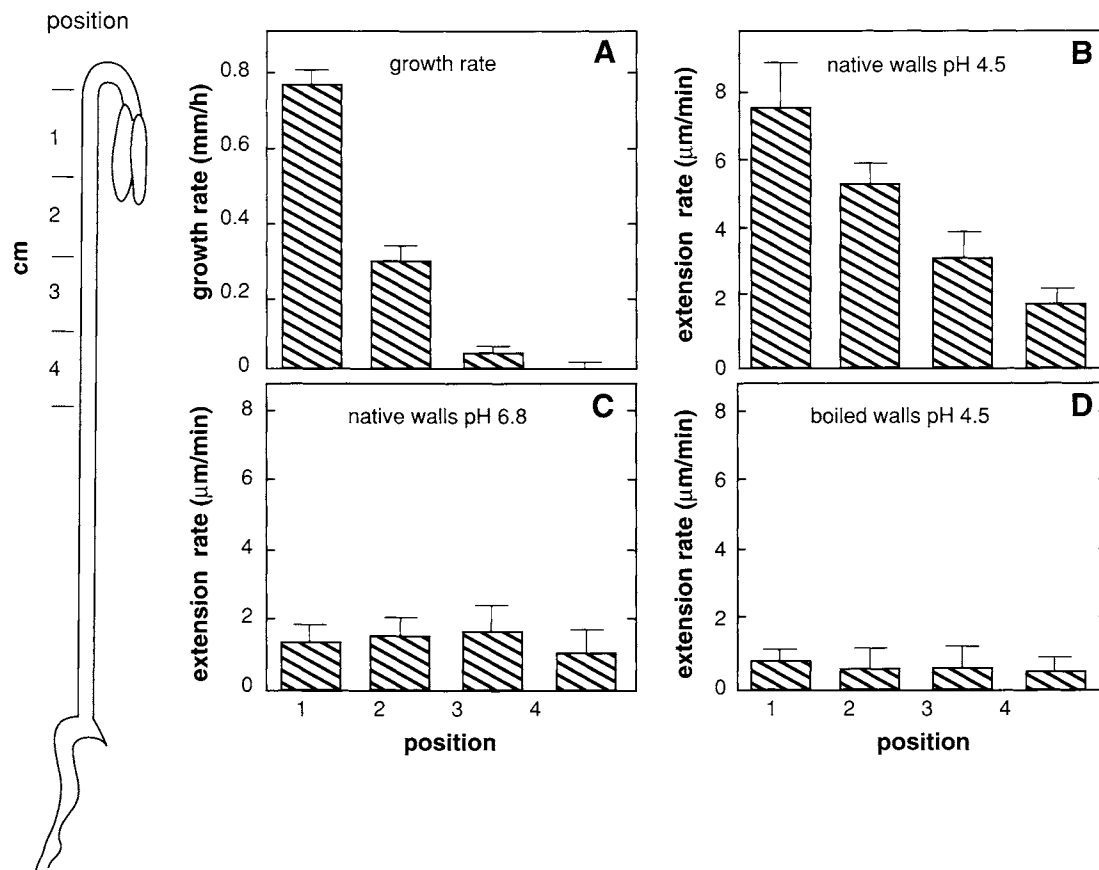 position
1
2
3
4
cm
A
growth rate
growth rate (mm/h)
0.8
0.6
0.4
0.2
0
B
native walls pH 4.5
extension rate (µm/min)
8
6
4
2
0
C
native walls pH 6.8
extension rate (µm/min)
8
6
4
2
0
1 2 3 4
position
D
boiled walls pH 4.5
extension rate (µm/min)
8
6
4
2
0
1 2 3 4
position